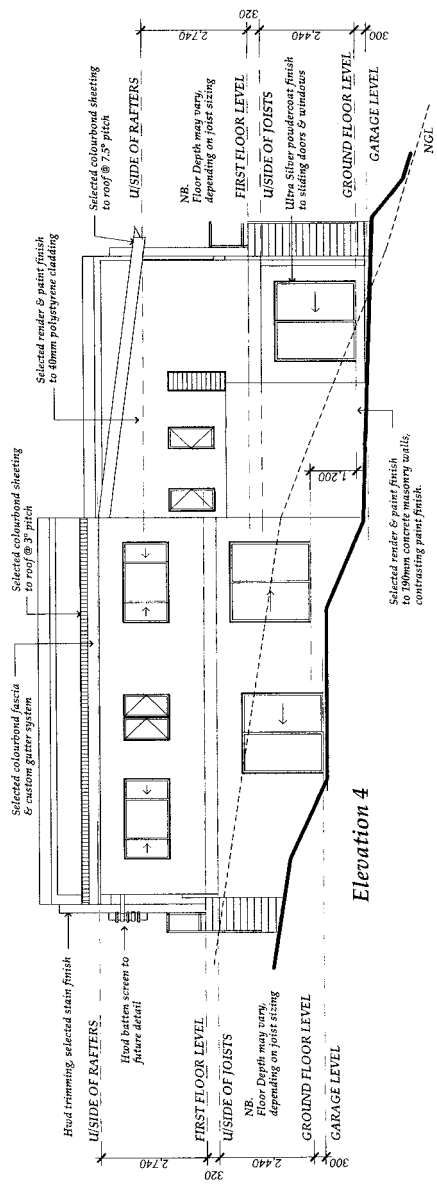 Selected colourbond fascia
& custom gutter system
Selected colourbond sheeting
to roof @ 3° pitch
Selected render & paint finish
to 40mm polystyrene cladding
Selected colourbond sheeting
to roof @ 7.5° pitch
Hwd trimming, selected stain finish
U/SIDE OF RAFTERS
Hwd batten screen to
future detail
2,740
FIRST FLOOR LEVEL
320
U/SIDE OF JOISTS
NB.
Floor Depth may vary,
depending on joist sizing
2,440
GROUND FLOOR LEVEL
300
GARAGE LEVEL
U/SIDE OF RAFTERS
2,740
NB.
Floor Depth may vary,
depending on joist sizing
FIRST FLOOR LEVEL
320
U/SIDE OF JOISTS
Ultra Silver powdercoat finish
to sliding doors & windows
2,440
GROUND FLOOR LEVEL
300
GARAGE LEVEL
NGL
1,200
Selected render & paint finish
to 190mm concrete masonry walls,
contrasting paint finish.
Elevation 4